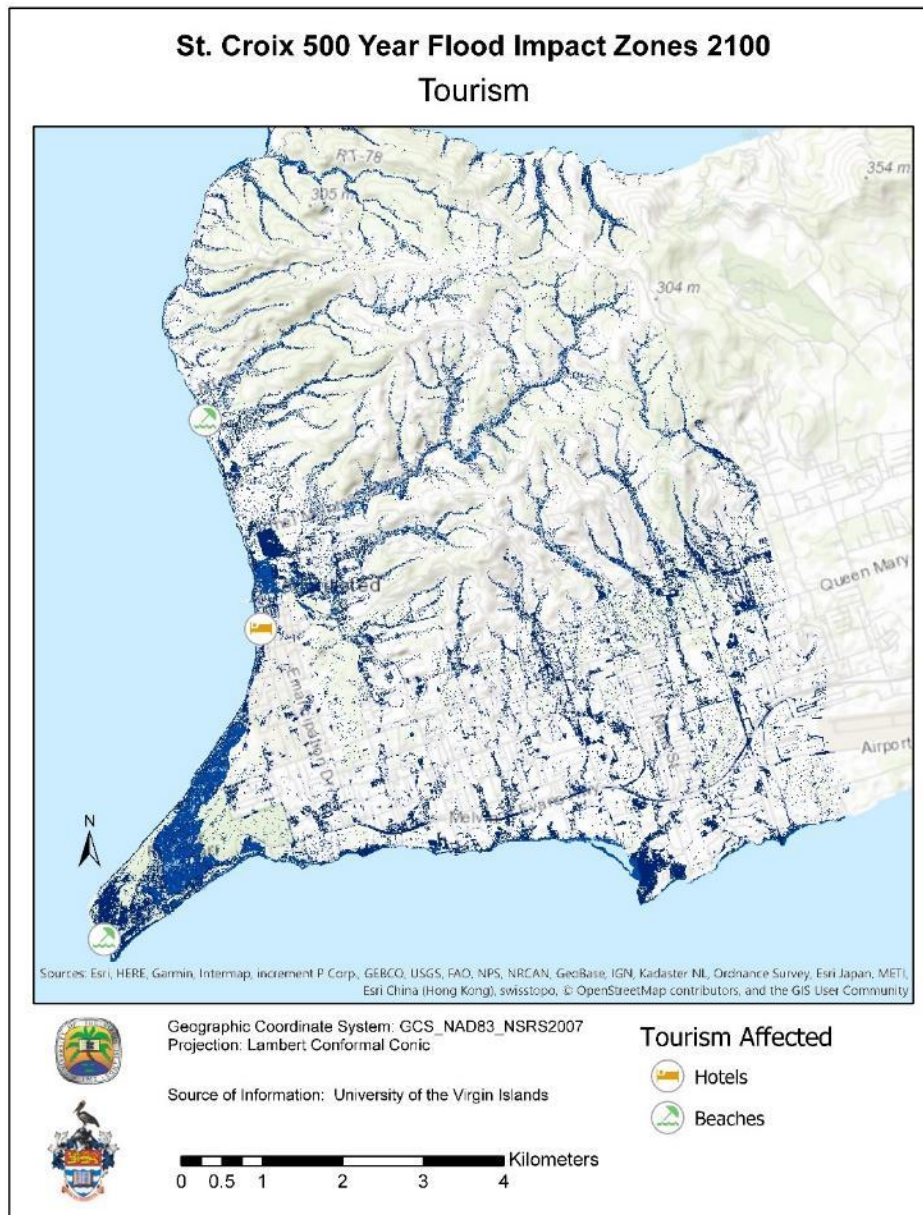 St. Croix 500 Year Flood Impact Zones 2100
Tourism
RT-78
305 m
354 m
304 m
Queen Mary
Airport
N
Sources: Esri, HERE, Garmin, Intermap, increment P Corp., GEBCO, USGS, FAO, NPS, NRCAN, GeoBase, IGN, Kadaster NL, Ordnance Survey, Esri Japan, METI,
Esri China (Hong Kong), swisstopo, © OpenStreetMap contributors, and the GIS User Community
Geographic Coordinate System: GCS_NAD83_NSRS2007
Projection: Lambert Conformal Conic
Source of Information: University of the Virgin Islands
Tourism Affected
Hotels
Beaches
Kilometers
0 0.5 1 2 3 4